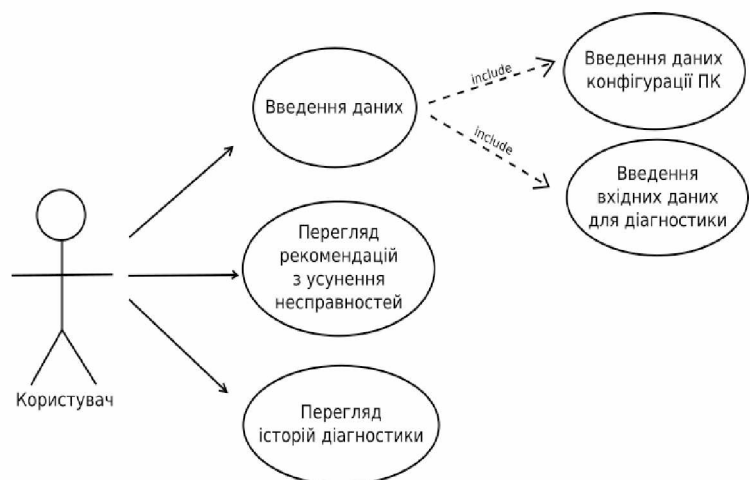 Введення даних
include
Введення даних
конфігурації ПК
include
Введення
вхідних даних
для діагностики
Перегляд
рекомендацій
з усунення
несправностей
Користувач
Перегляд
історій діагностики